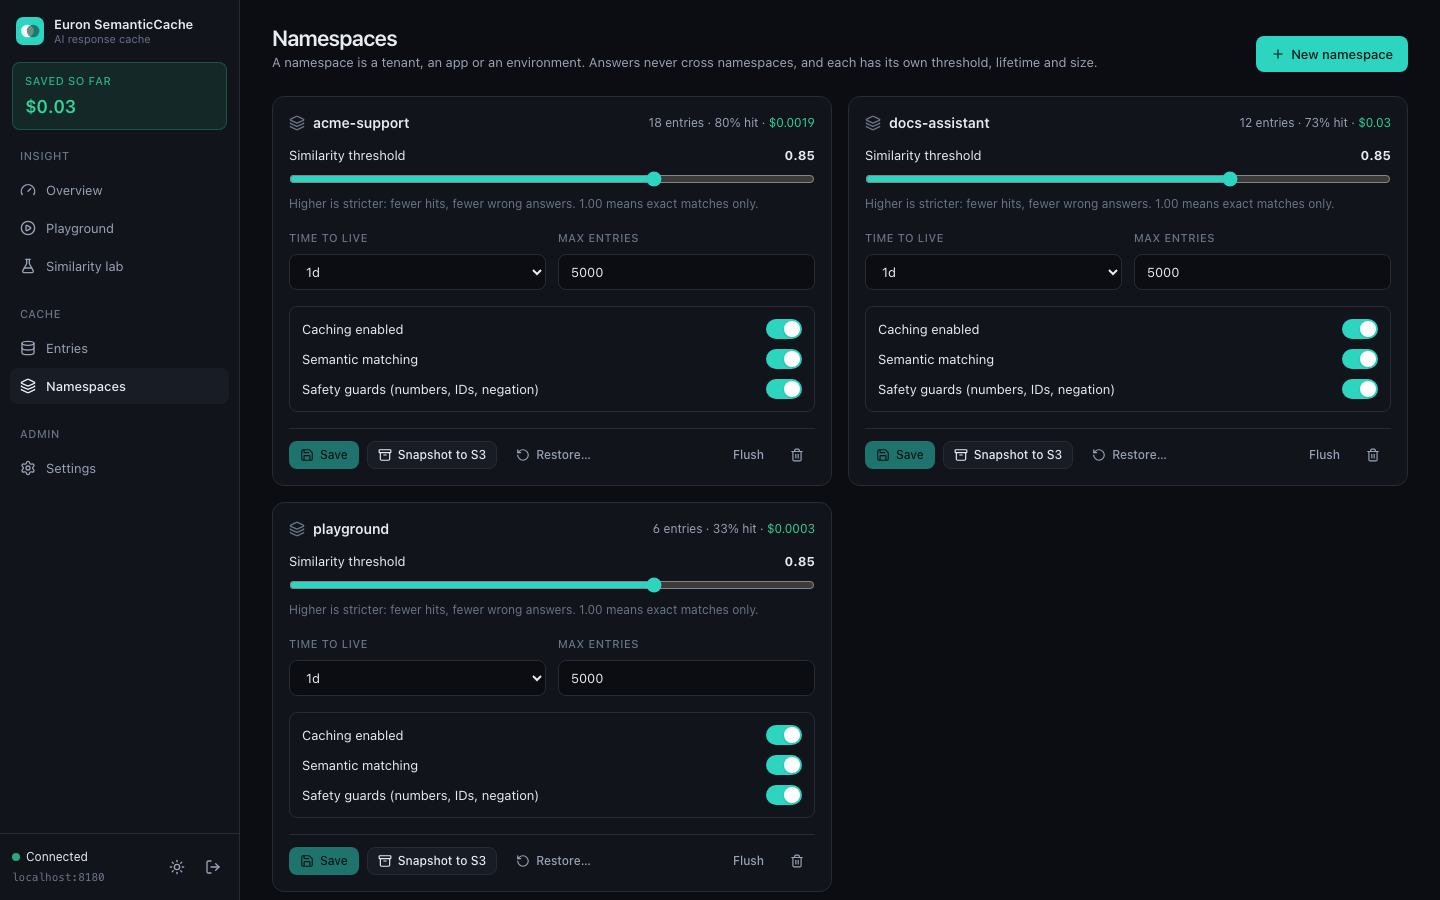 Euron SemanticCache
AI response cache
SAVED SO FAR
$0.03
INSIGHT
Overview
Playground
Similarity lab
CACHE
Entries
Namespaces
ADMIN
Settings
Connected
localhost:8180
Namespaces
A namespace is a tenant, an app or an environment. Answers never cross namespaces, and each has its own threshold, lifetime and size.
New namespace
acme-support
18 entries · 80% hit · $0.0019
Similarity threshold
0.85
Higher is stricter: fewer hits, fewer wrong answers. 1.00 means exact matches only.
TIME TO LIVE
MAX ENTRIES
1d
5000
Caching enabled
Semantic matching
Safety guards (numbers, IDs, negation)
Save
Snapshot to S3
Restore...
Flush
docs-assistant
12 entries · 73% hit · $0.03
Similarity threshold
0.85
Higher is stricter: fewer hits, fewer wrong answers. 1.00 means exact matches only.
TIME TO LIVE
MAX ENTRIES
1d
5000
Caching enabled
Semantic matching
Safety guards (numbers, IDs, negation)
Save
Snapshot to S3
Restore...
Flush
playground
6 entries · 33% hit · $0.0003
Similarity threshold
0.85
Higher is stricter: fewer hits, fewer wrong answers. 1.00 means exact matches only.
TIME TO LIVE
MAX ENTRIES
1d
5000
Caching enabled
Semantic matching
Safety guards (numbers, IDs, negation)
Save
Snapshot to S3
Restore...
Flush